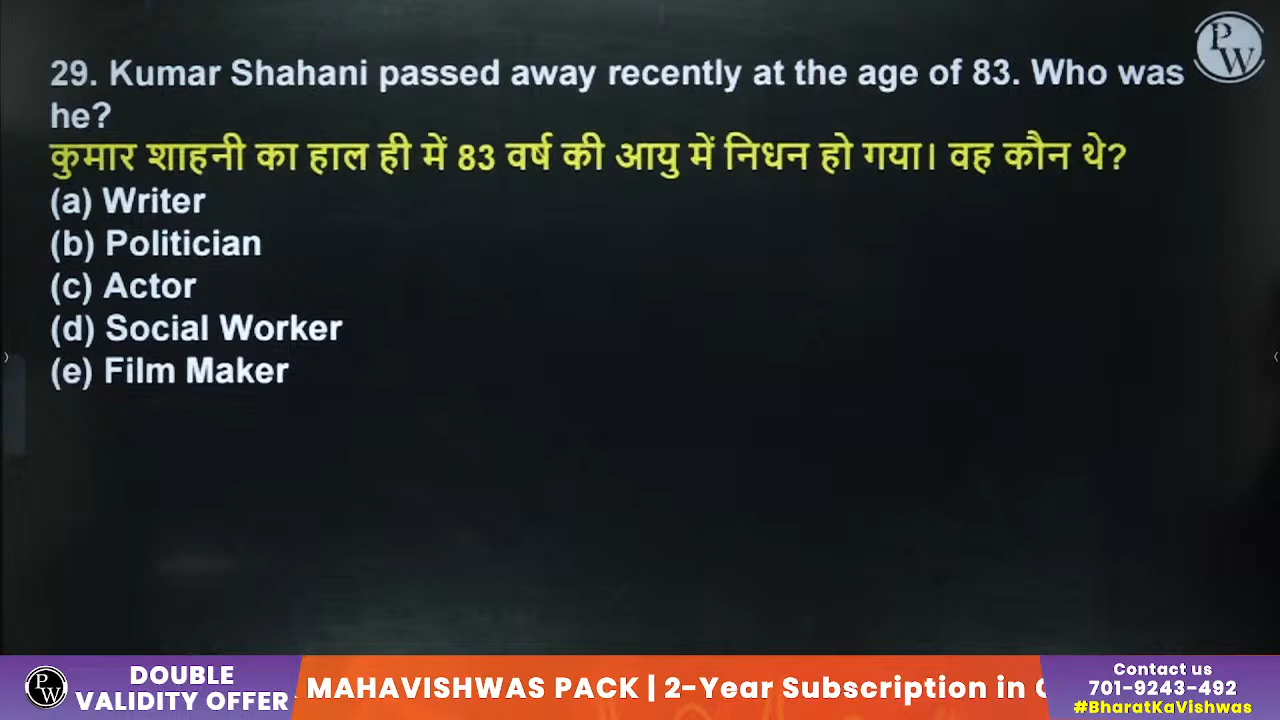 PW
29. Kumar Shahani passed away recently at the age of 83. Who was
he?
कुमार शाहनी का हाल ही में 83 वर्ष की आयु में निधन हो गया। वह कौन थे?
(a) Writer
(b) Politician
(c) Actor
(d) Social Worker
(e) Film Maker
PW
DOUBLE
VALIDITY OFFER
MAHAVISHWAS PACK | 2-Year Subscription in
Contact us
701-9243-492
#BharatKaVishwas